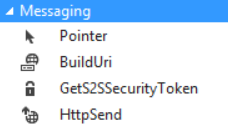 Messaging
Pointer
BuildUri
GetS2SSecurityToken
HttpSend